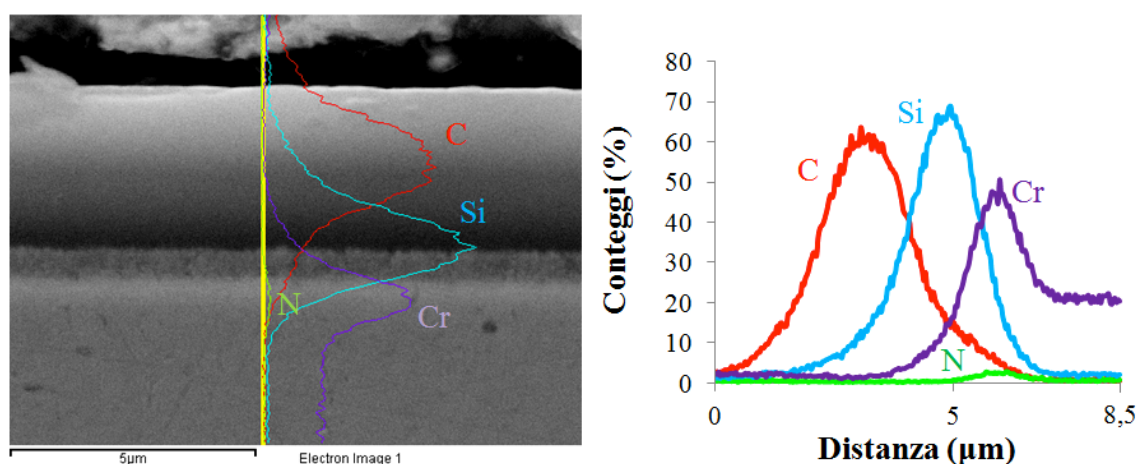 C
Si
N
Cr
5µm
Electron Image 1
Conteggi (%)
80
70
60
50
40
30
20
10
0
C
Si
Cr
N
0
5
8,5
Distanza (µm)